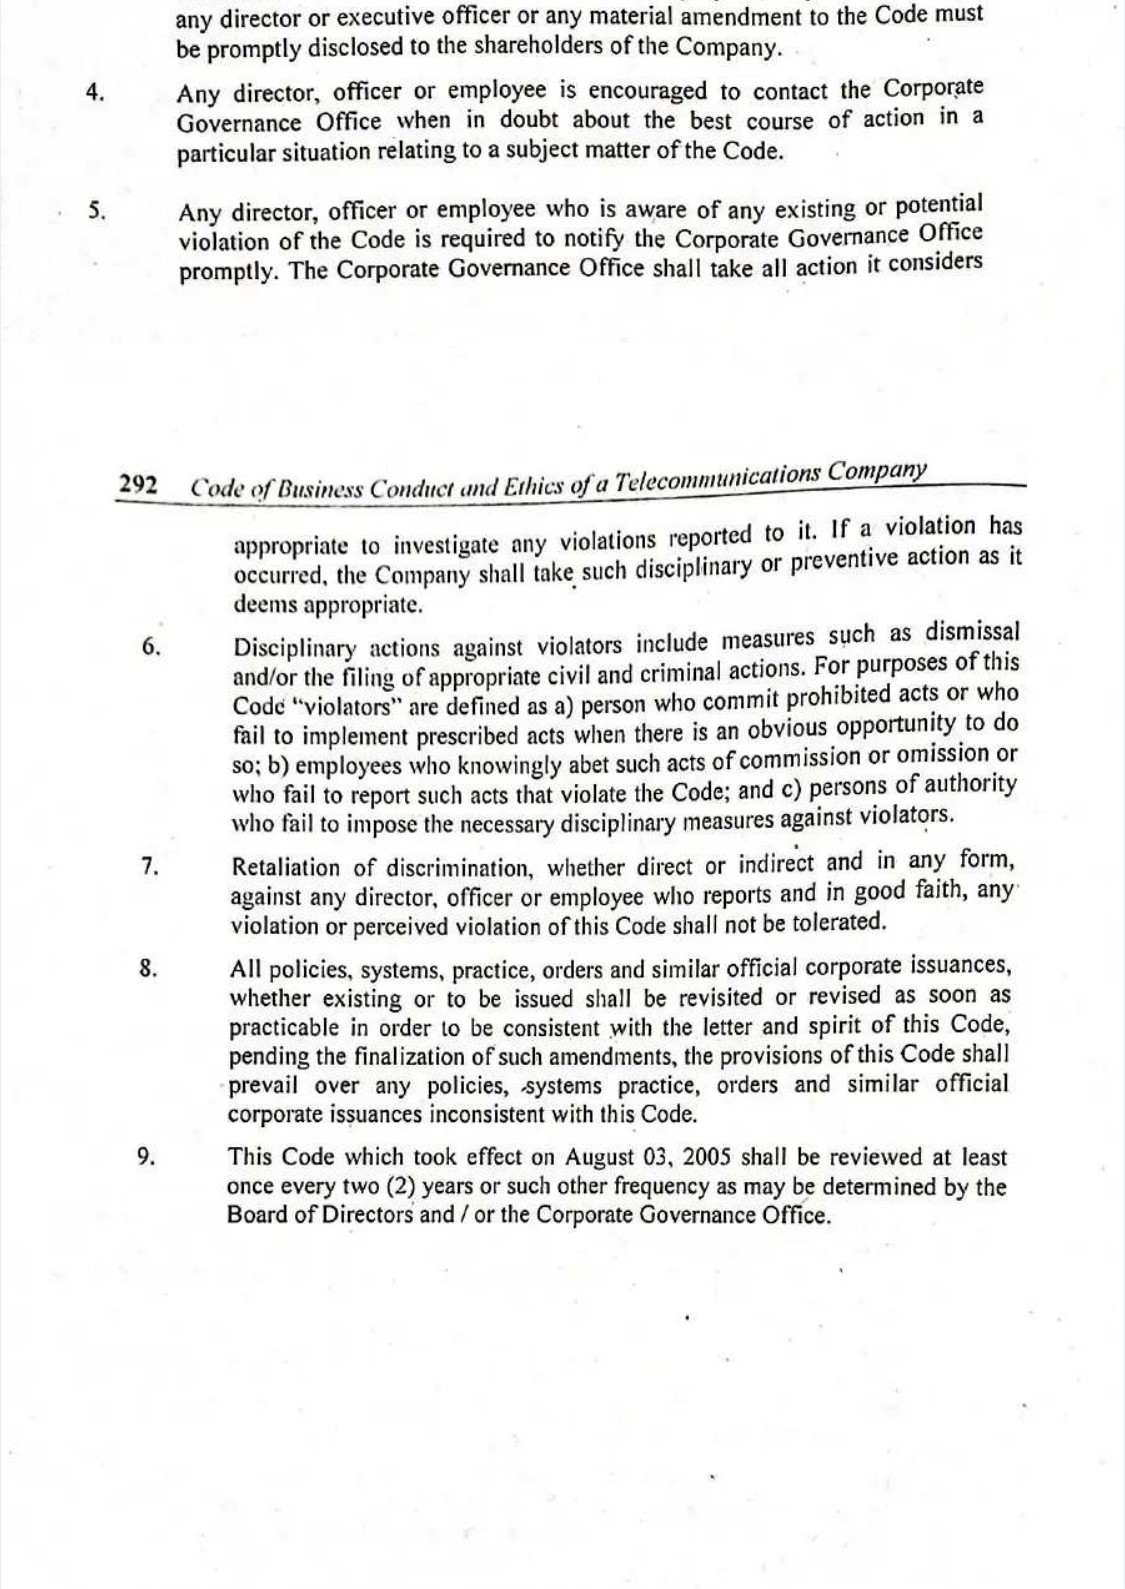 any director or executive officer or any material amendment to the Code must
be promptly disclosed to the shareholders of the Company.
4. Any director, officer or employee is encouraged to contact the Corporate
Governance Office when in doubt about the best course of action in a
particular situation relating to a subject matter of the Code.
5. Any director, officer or employee who is aware of any existing or potential
violation of the Code is required to notify the Corporate Governance Office
promptly. The Corporate Governance Office shall take all action it considers
292 Code of Business Conduct and Ethics of a Telecommunications Company
appropriate to investigate any violations reported to it. If a violation has
occurred, the Company shall take such disciplinary or preventive action as it
deems appropriate.
6. Disciplinary actions against violators include measures such as dismissal
and/or the filing of appropriate civil and criminal actions. For purposes of this
Code “violators” are defined as a) person who commit prohibited acts or who
fail to implement prescribed acts when there is an obvious opportunity to do
so; b) employees who knowingly abet such acts of commission or omission or
who fail to report such acts that violate the Code; and c) persons of authority
who fail to impose the necessary disciplinary measures against violators.
7. Retaliation of discrimination, whether direct or indirect and in any form,
against any director, officer or employee who reports and in good faith, any
violation or perceived violation of this Code shall not be tolerated.
8. All policies, systems, practice, orders and similar official corporate issuances,
whether existing or to be issued shall be revisited or revised as soon as
practicable in order to be consistent with the letter and spirit of this Code,
pending the finalization of such amendments, the provisions of this Code shall
prevail over any policies, systems practice, orders and similar official
corporate issuances inconsistent with this Code.
9. This Code which took effect on August 03, 2005 shall be reviewed at least
once every two (2) years or such other frequency as may be determined by the
Board of Directors and / or the Corporate Governance Office.